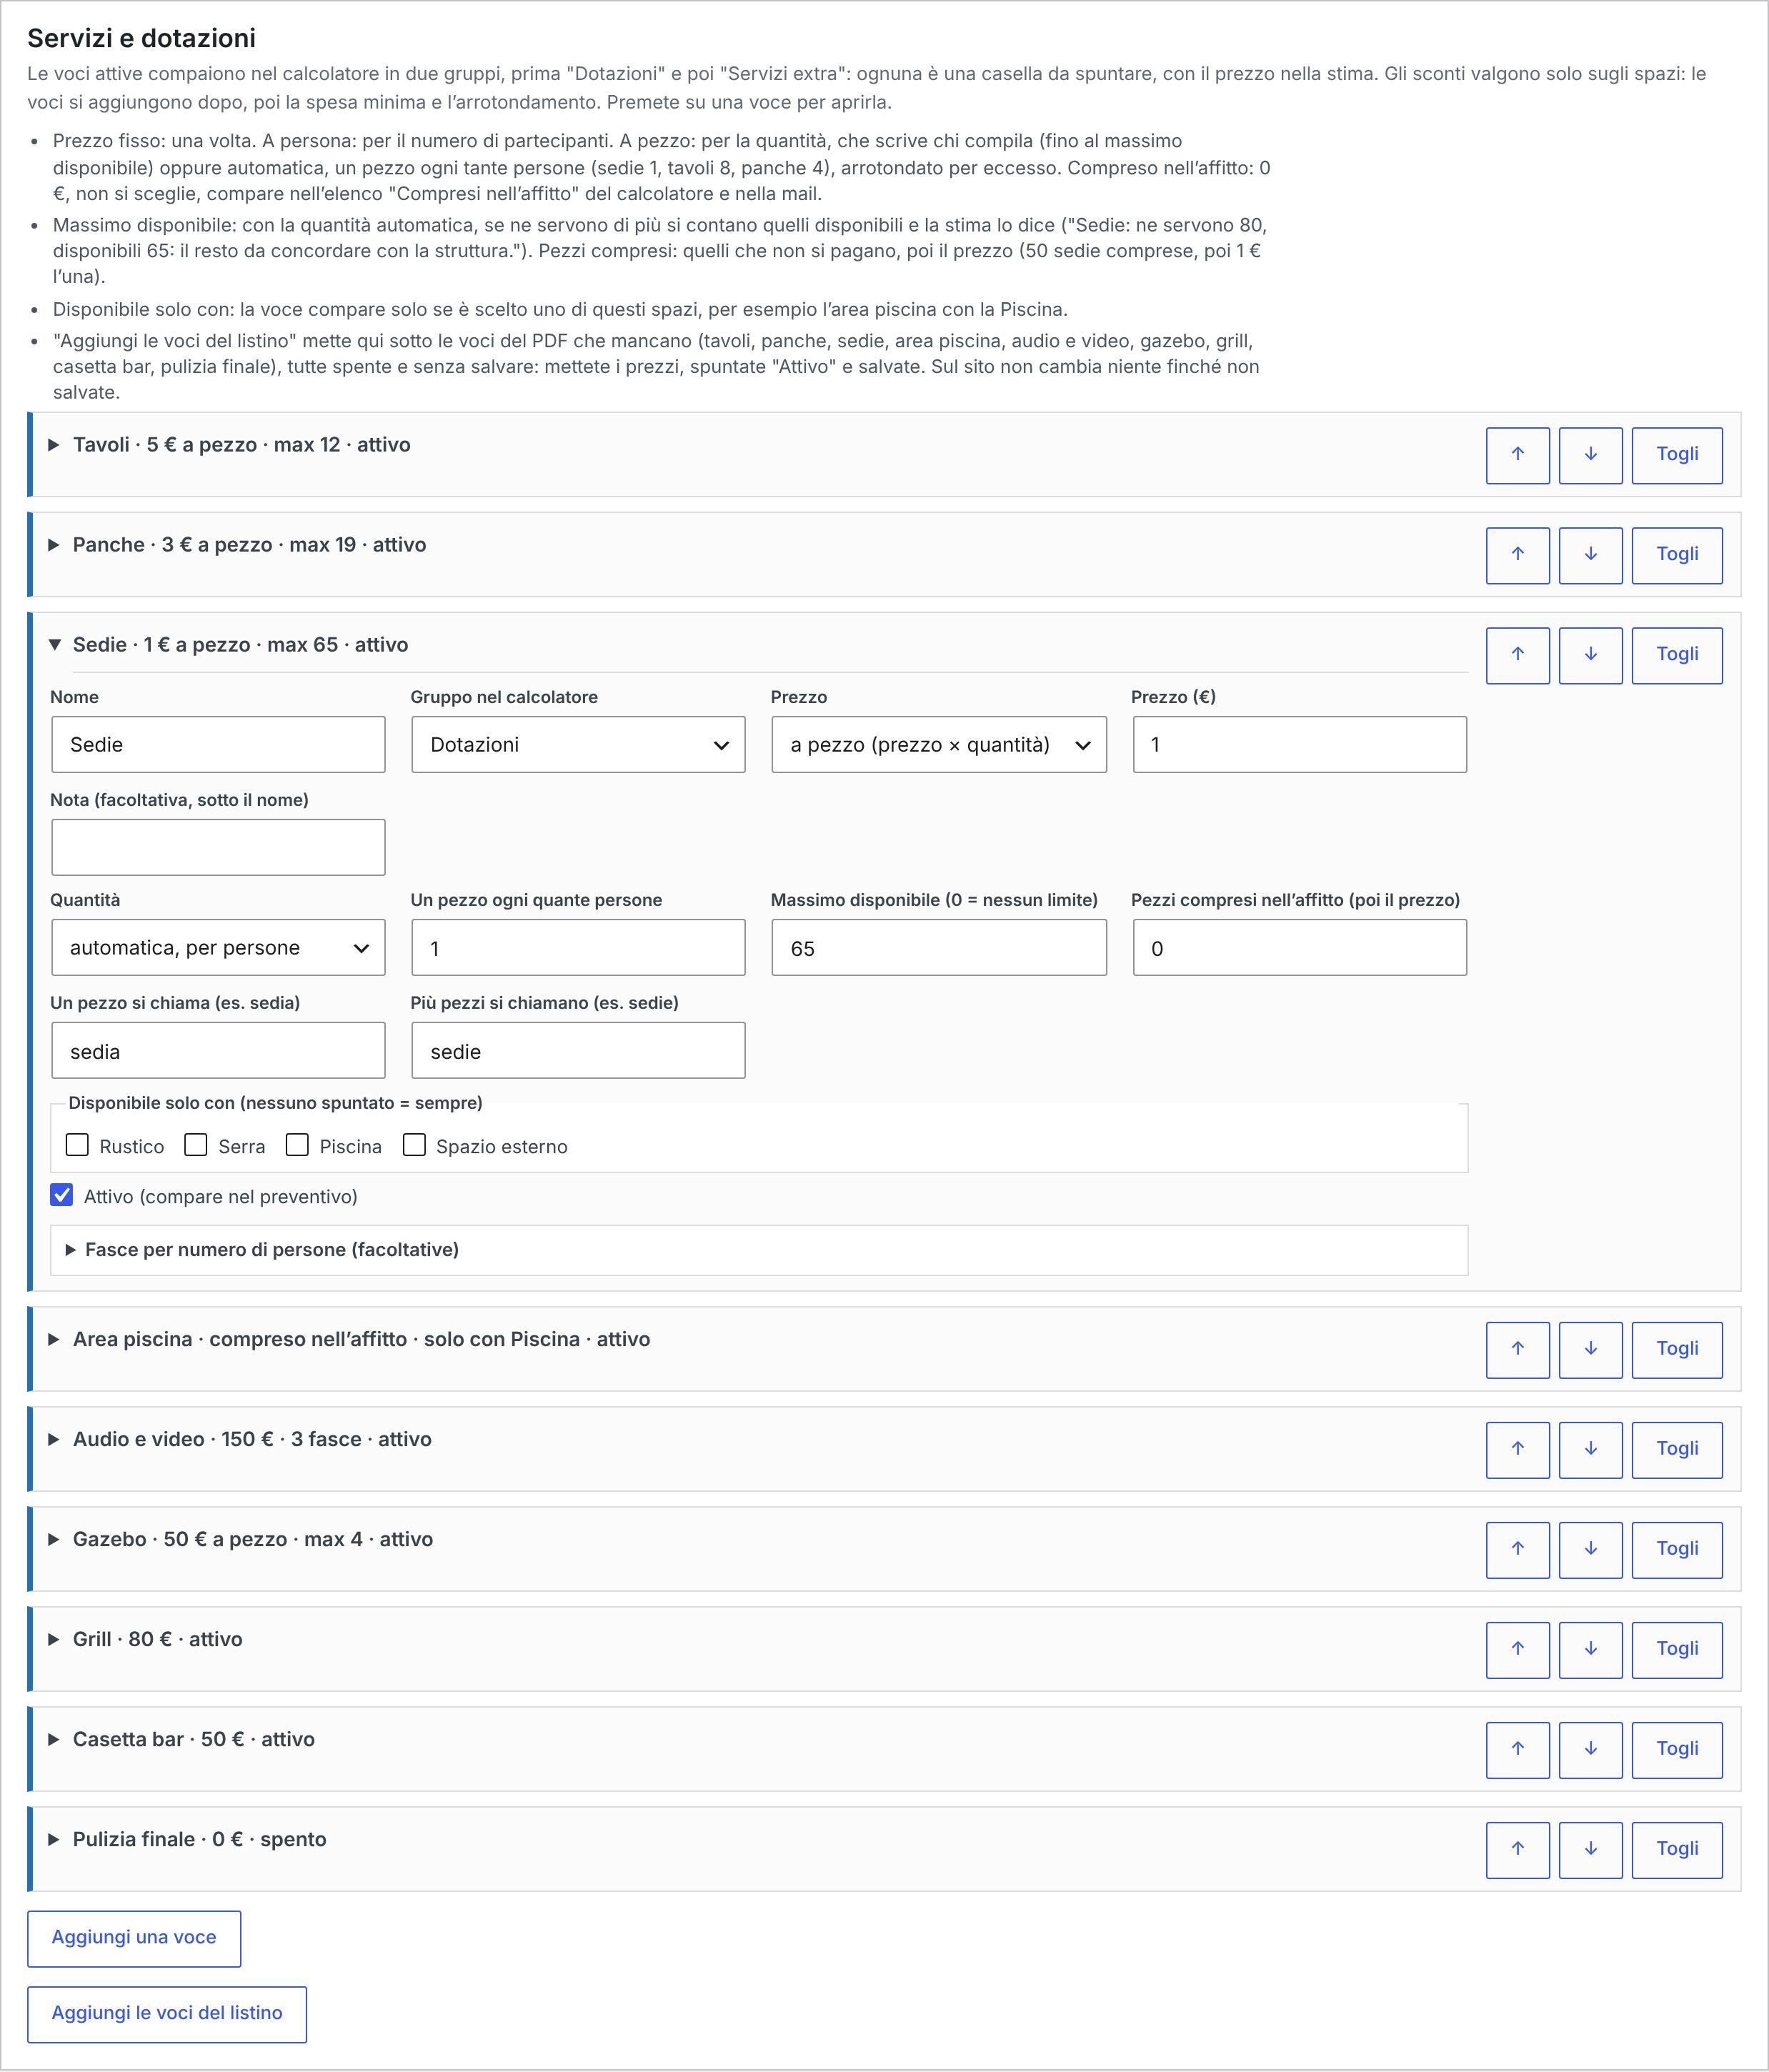 Servizi e dotazioni
Le voci attive compaiono nel calcolatore in due gruppi, prima "Dotazioni" e poi "Servizi extra": ognuna è una casella da spuntare, con il prezzo nella stima. Gli sconti valgono solo sugli spazi: le
voci si aggiungono dopo, poi la spesa minima e l’arrotondamento. Premete su una voce per aprirla.
• Prezzo fisso: una volta. A persona: per il numero di partecipanti. A pezzo: per la quantità, che scrive chi compila (fino al massimo
disponibile) oppure automatica, un pezzo ogni tante persone (sedie 1, tavoli 8, panche 4), arrotondato per eccesso. Compreso nell’affitto: 0
€, non si sceglie, compare nell’elenco "Compresi nell’affitto" del calcolatore e nella mail.
• Massimo disponibile: con la quantità automatica, se ne servono di più si contano quelli disponibili e la stima lo dice ("Sedie: ne servono 80,
disponibili 65: il resto da concordare con la struttura."). Pezzi compresi: quelli che non si pagano, poi il prezzo (50 sedie comprese, poi 1 €
l’una).
• Disponibile solo con: la voce compare solo se è scelto uno di questi spazi, per esempio l’area piscina con la Piscina.
• "Aggiungi le voci del listino" mette qui sotto le voci del PDF che mancano (tavoli, panche, sedie, area piscina, audio e video, gazebo, grill,
casetta bar, pulizia finale), tutte spente e senza salvare: mettete i prezzi, spuntate "Attivo" e salvate. Sul sito non cambia niente finché non
salvate.
▶ Tavoli · 5 € a pezzo · max 12 · attivo ↑ ↓ Togli
▶ Panche · 3 € a pezzo · max 19 · attivo ↑ ↓ Togli
▼ Sedie · 1 € a pezzo · max 65 · attivo ↑ ↓ Togli
Nome Gruppo nel calcolatore Prezzo Prezzo (€)
Sedie Dotazioni a pezzo (prezzo × quantità) 1
Nota (facoltativa, sotto il nome)
Quantità Un pezzo ogni quante persone Massimo disponibile (0 = nessun limite) Pezzi compresi nell’affitto (poi il prezzo)
automatica, per persone 1 65 0
Un pezzo si chiama (es. sedia) Più pezzi si chiamano (es. sedie)
sedia sedie
Disponibile solo con (nessuno spuntato = sempre)
Rustico Serra Piscina Spazio esterno
Attivo (compare nel preventivo)
▶ Fasce per numero di persone (facoltative)
▶ Area piscina · compreso nell’affitto · solo con Piscina · attivo ↑ ↓ Togli
▶ Audio e video · 150 € · 3 fasce · attivo ↑ ↓ Togli
▶ Gazebo · 50 € a pezzo · max 4 · attivo ↑ ↓ Togli
▶ Grill · 80 € · attivo ↑ ↓ Togli
▶ Casetta bar · 50 € · attivo ↑ ↓ Togli
▶ Pulizia finale · 0 € · spento ↑ ↓ Togli
Aggiungi una voce
Aggiungi le voci del listino